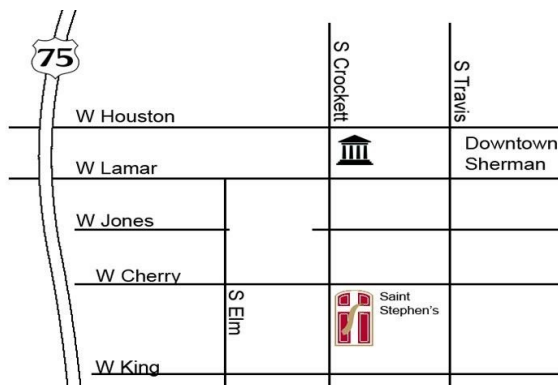 75
S Crockett
S Travis
W Houston
Downtown
Sherman
W Lamar
W Jones
W Cherry
S Elm
Saint
Stephen's
W King